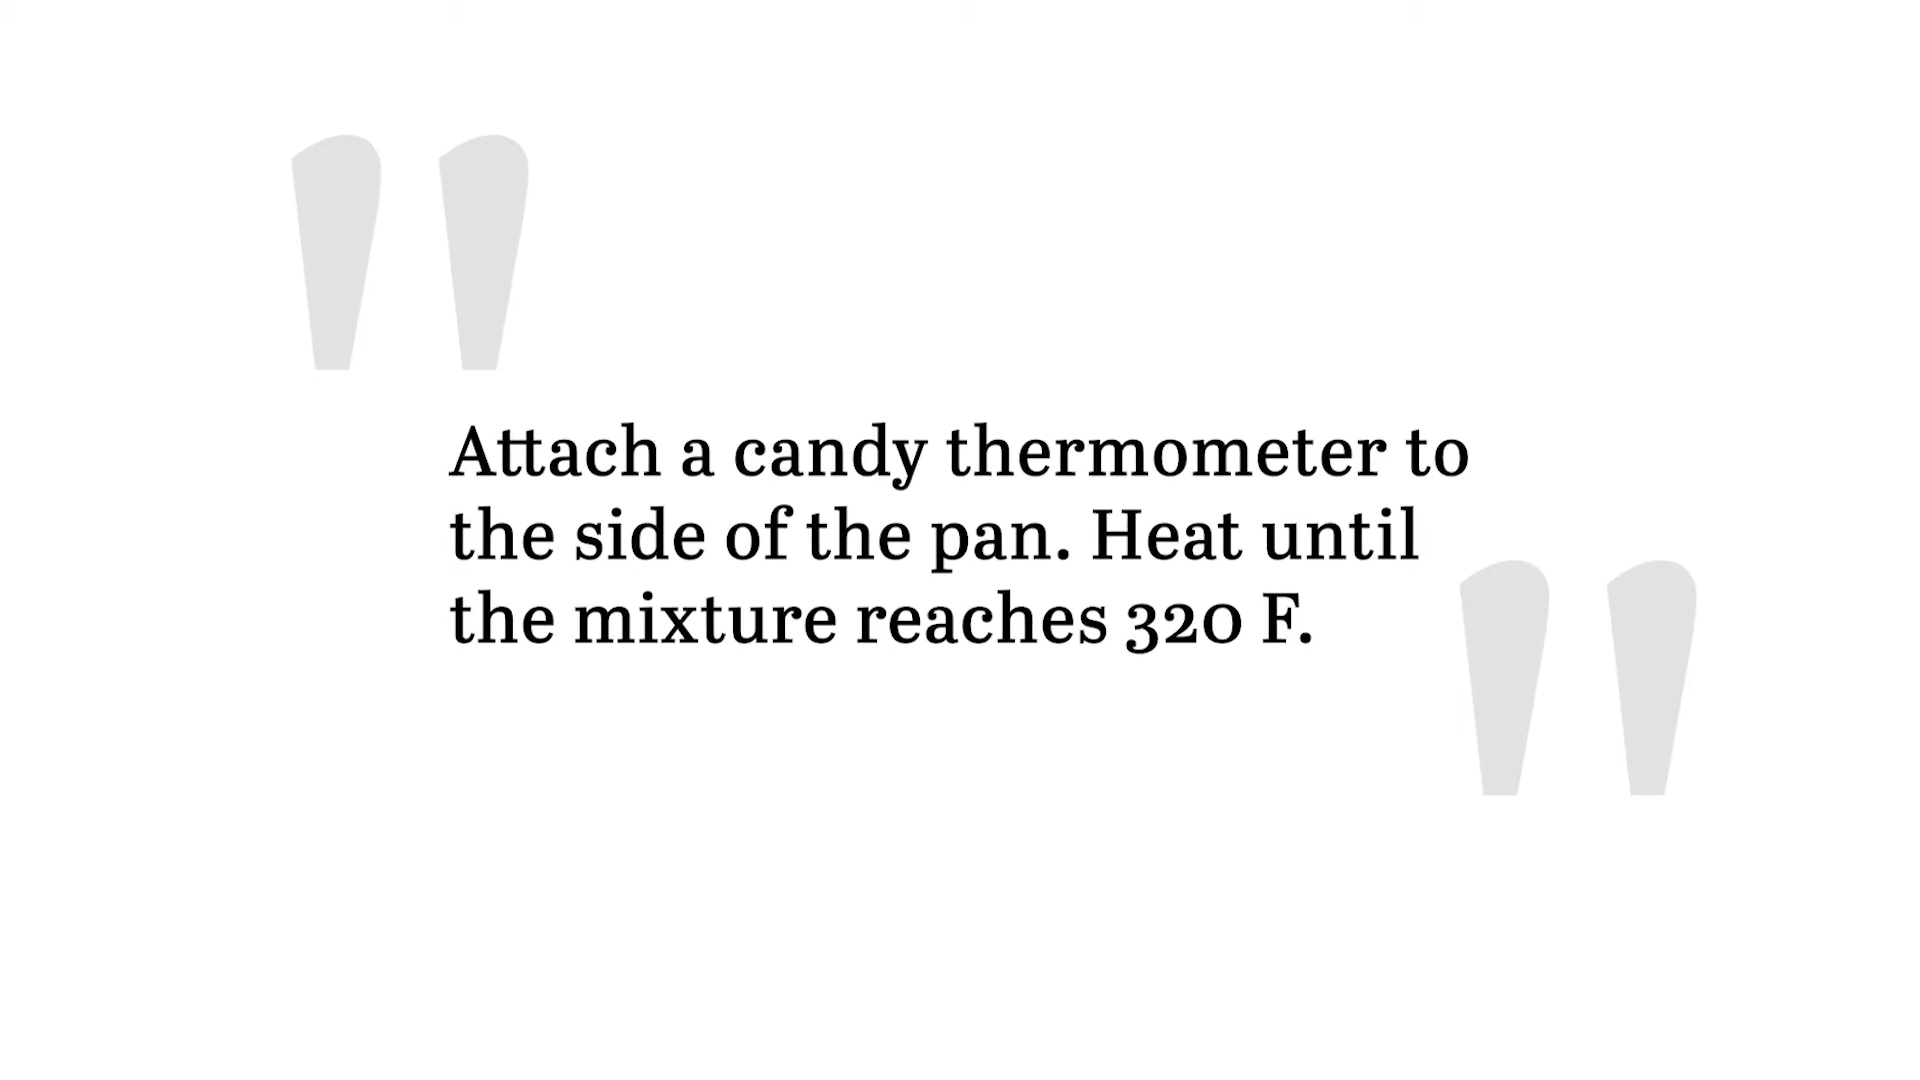 "
Attach a candy thermometer to
the side of the pan. Heat until
the mixture reaches 320 F.
"